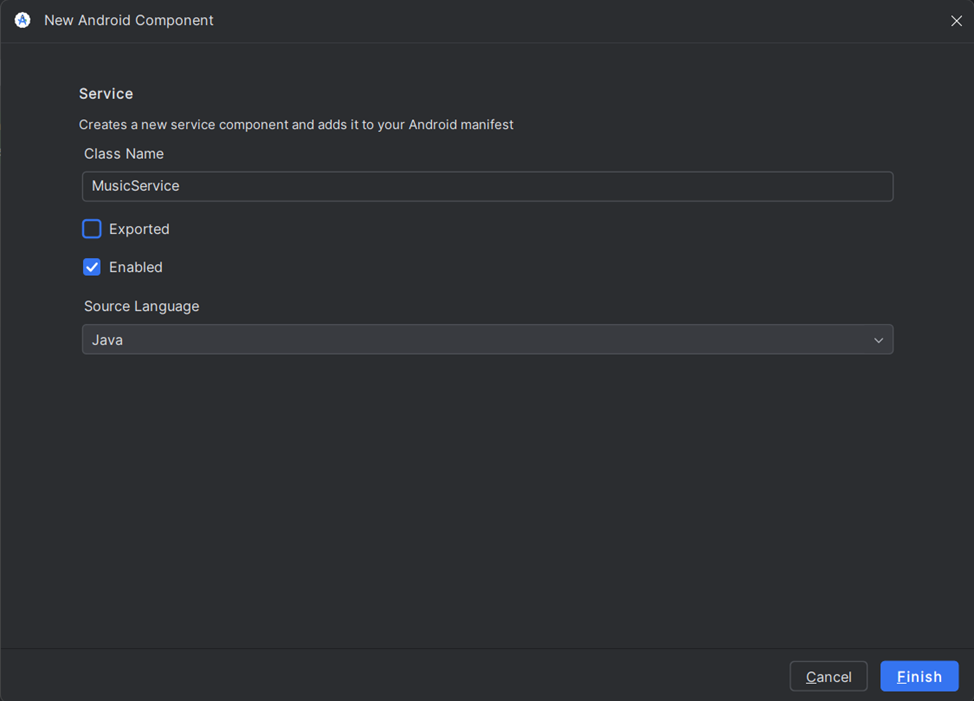 New Android Component
Service
Creates a new service component and adds it to your Android manifest
Class Name
MusicService
Exported
Enabled
Source Language
Java
Cancel
Finish